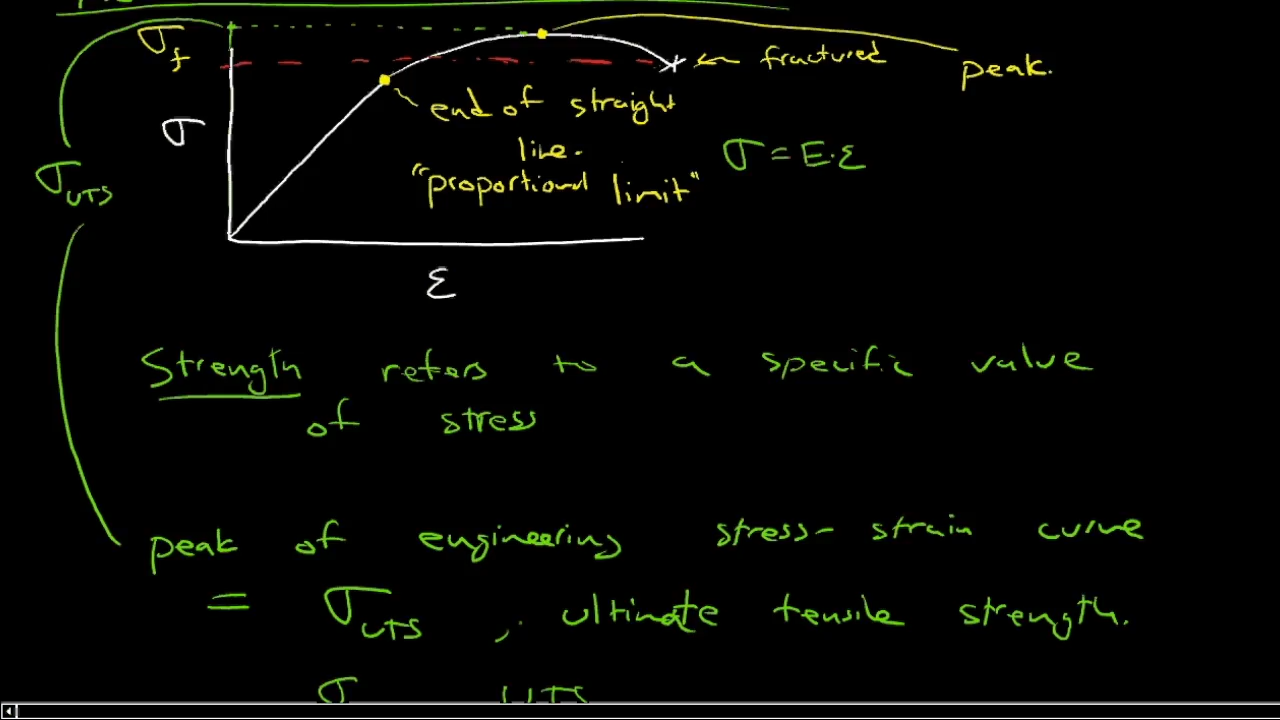 σf
← fractured
peak.
end of straight
line.
"proportional limit"
σ
σ = E·ε
σUTS
ε
Strength refers to a specific value
of stress
peak of engineering stress-strain curve
= σUTS, ultimate tensile strength.